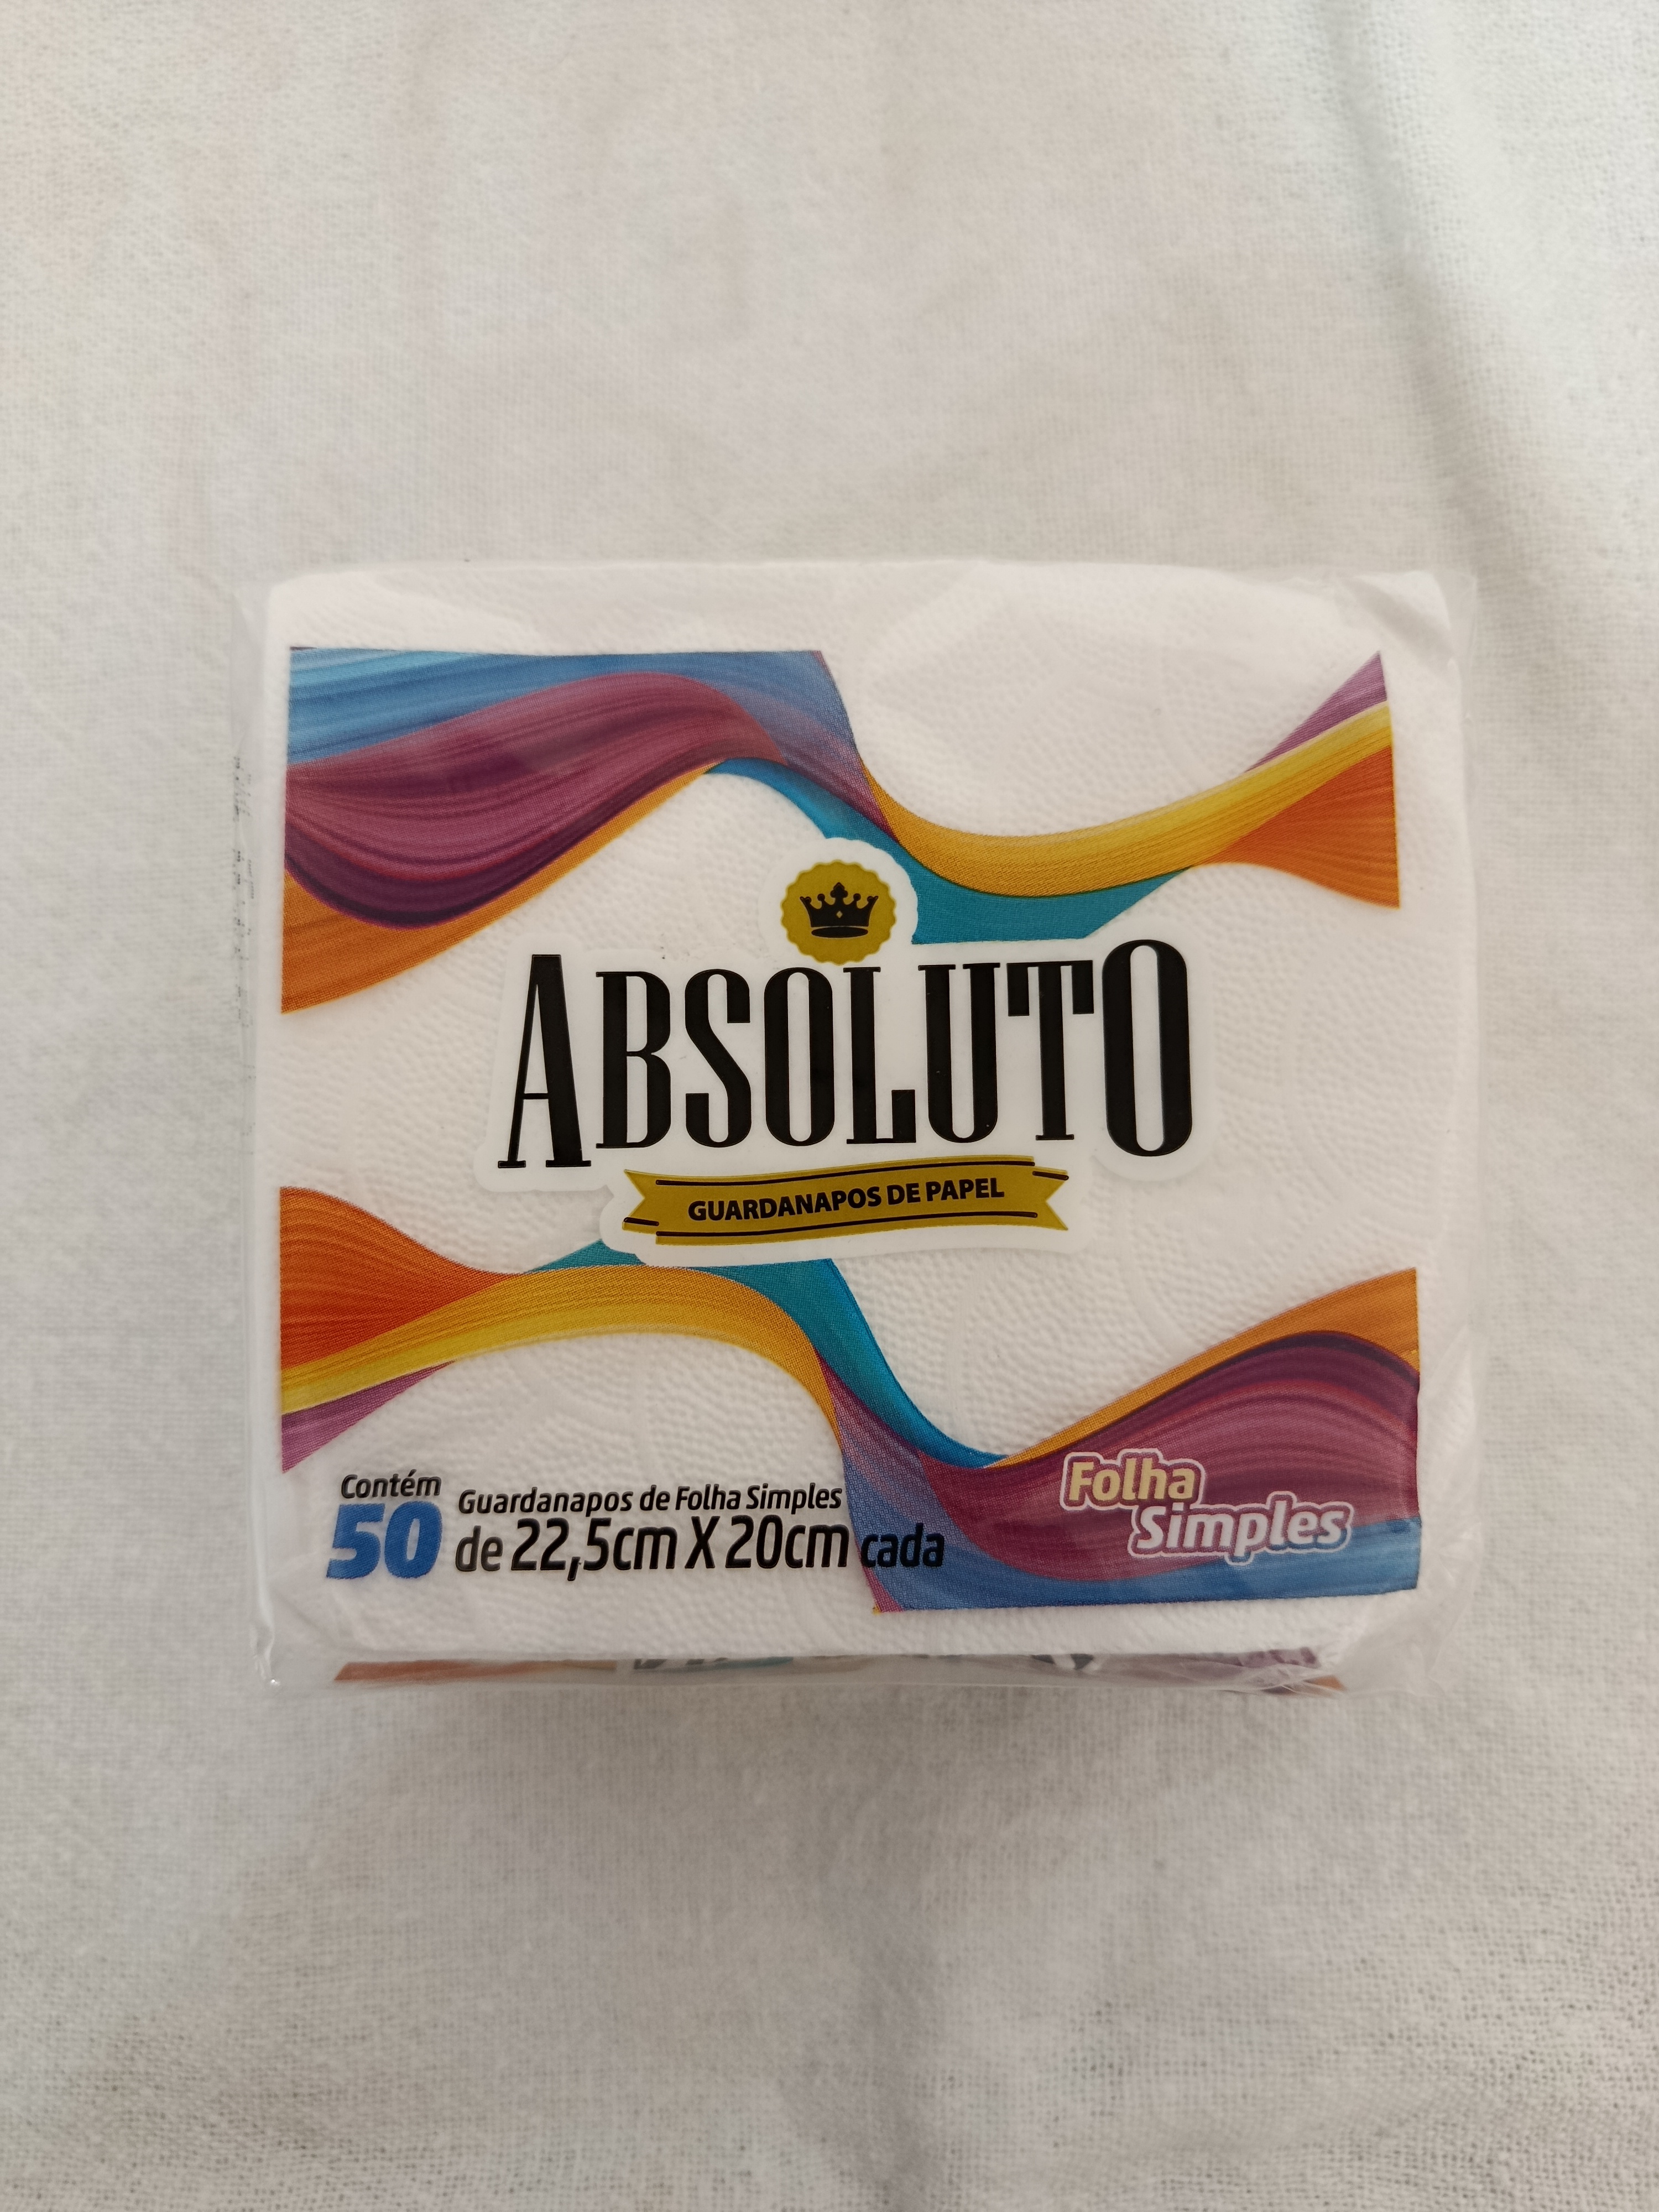 ABSOLUTO
GUARDANAPOS DE PAPEL
Contém
50
Guardanapos de Folha Simples
de 22,5cm X 20cm cada
Folha
Simples